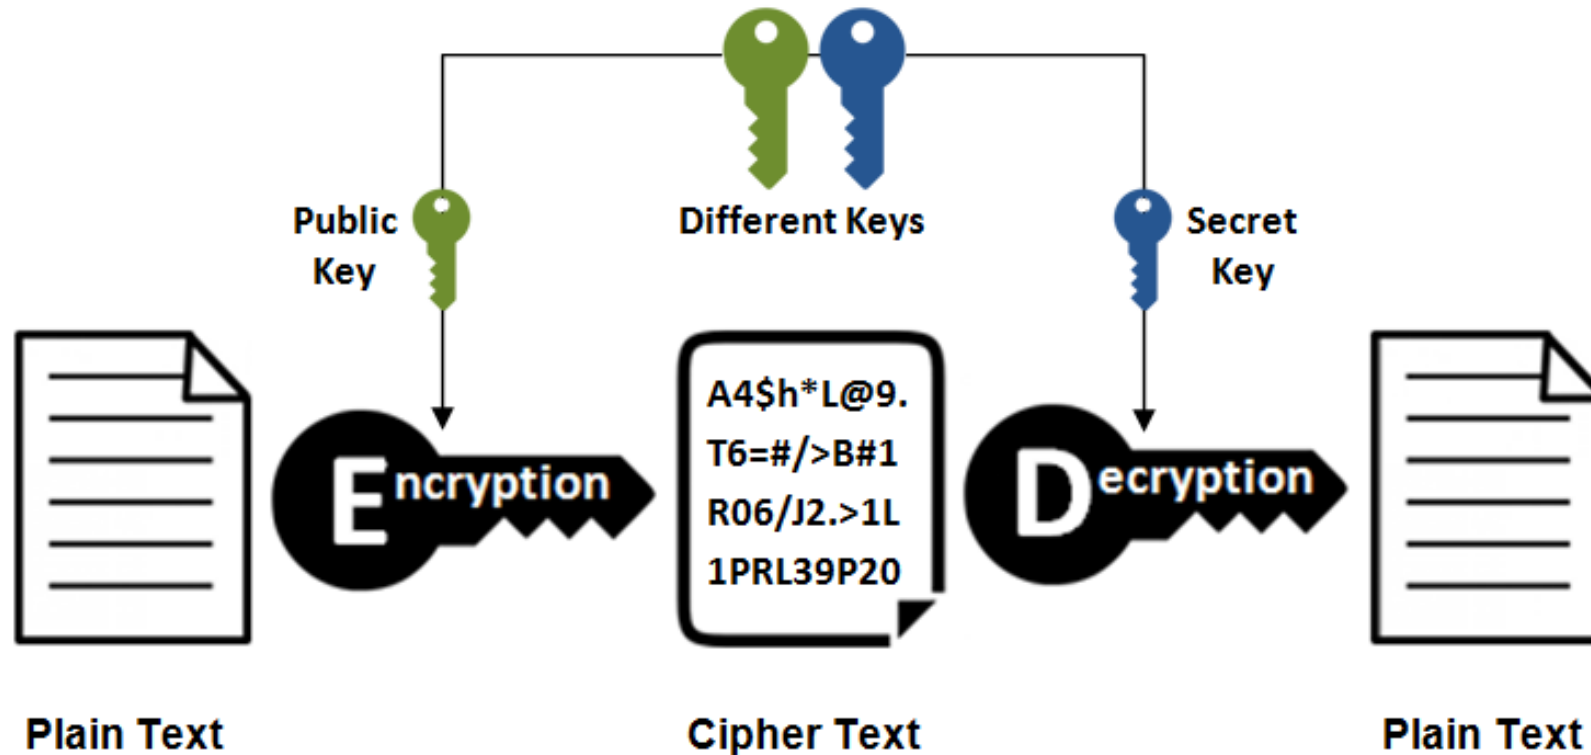 Different Keys
Public
Key
Secret
Key
Encryption
A4$h*L@9.
T6=#/>B#1
R06/J2.>1L
1PRL39P20
Decryption
Plain Text
Cipher Text
Plain Text